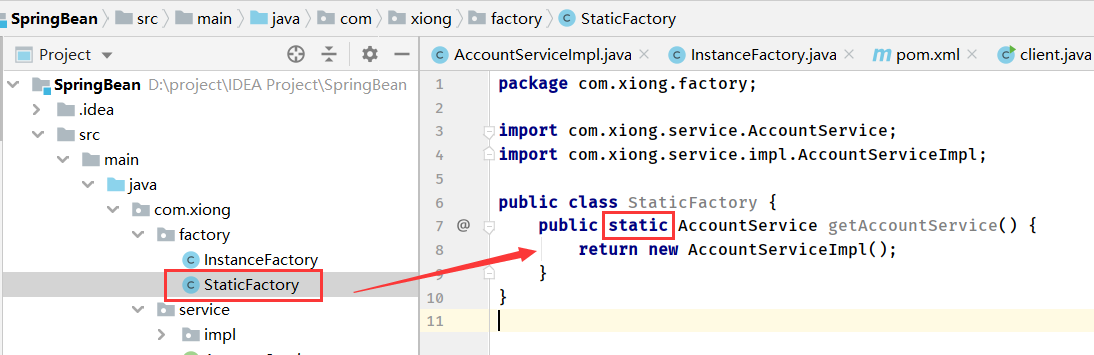 SpringBean src main java com xiong factory StaticFactory
Project
AccountServiceImpl.java InstanceFactory.java pom.xml client.java
SpringBean D:\project\IDEA Project\SpringBean
.idea
src
main
java
com.xiong
factory
InstanceFactory
StaticFactory
service
impl
1 package com.xiong.factory;
2
3 import com.xiong.service.AccountService;
4 import com.xiong.service.impl.AccountServiceImpl;
5
6 public class StaticFactory {
7 @ public static AccountService getAccountService() {
8 return new AccountServiceImpl();
9 }
10 }
11